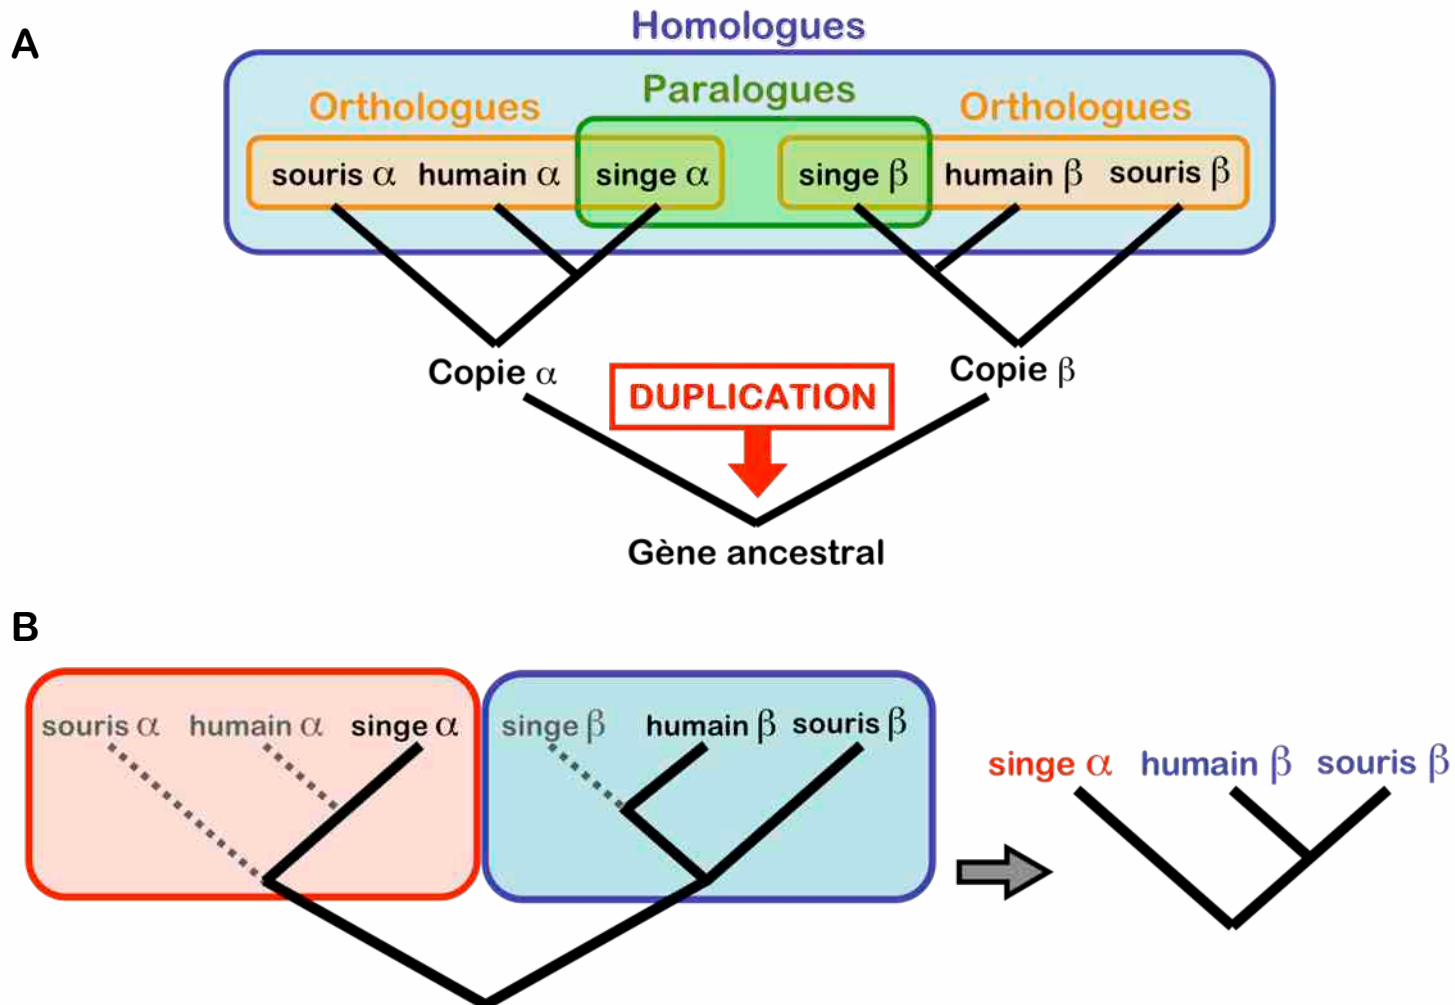 A
Homologues
Orthologues Paralogues Orthologues
souris α humain α singe α singe β humain β souris β
Copie α Copie β
DUPLICATION
Gène ancestral
B
souris α humain α singe α singe β humain β souris β
singe α humain β souris β